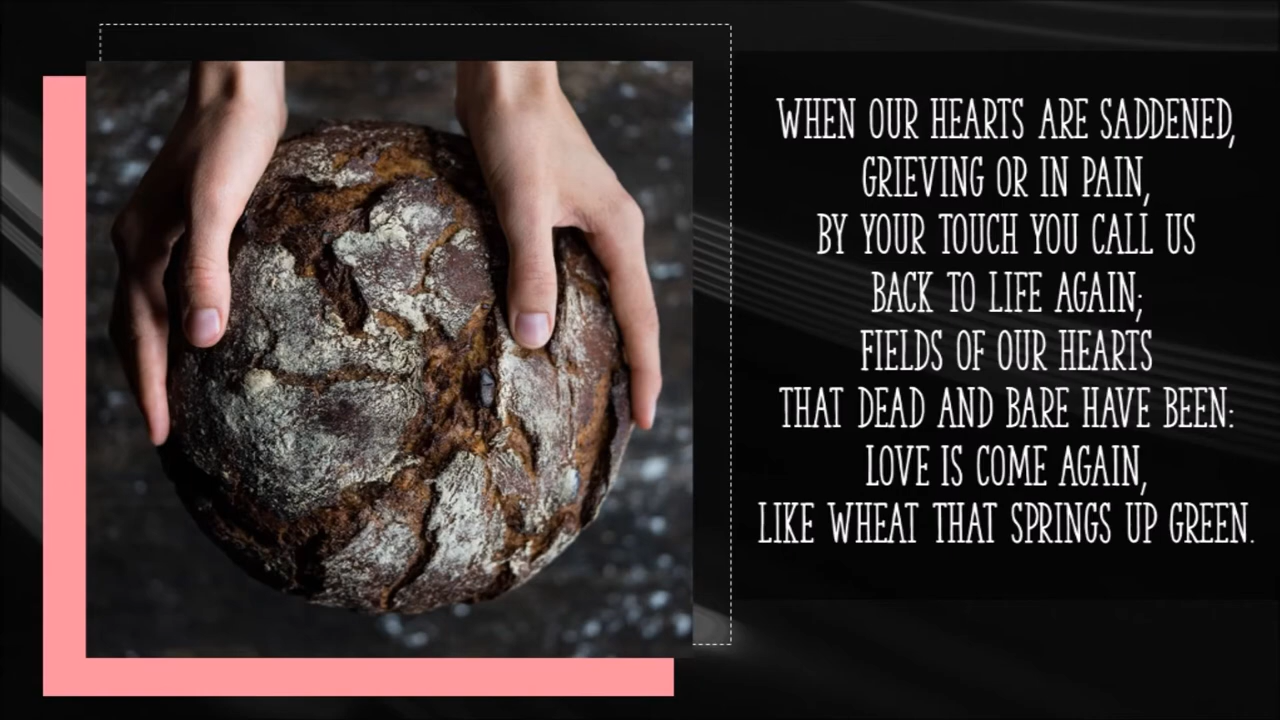 WHEN OUR HEARTS ARE SADDENED,
GRIEVING OR IN PAIN,
BY YOUR TOUCH YOU CALL US
BACK TO LIFE AGAIN;
FIELDS OF OUR HEARTS
THAT DEAD AND BARE HAVE BEEN:
LOVE IS COME AGAIN,
LIKE WHEAT THAT SPRINGS UP GREEN.